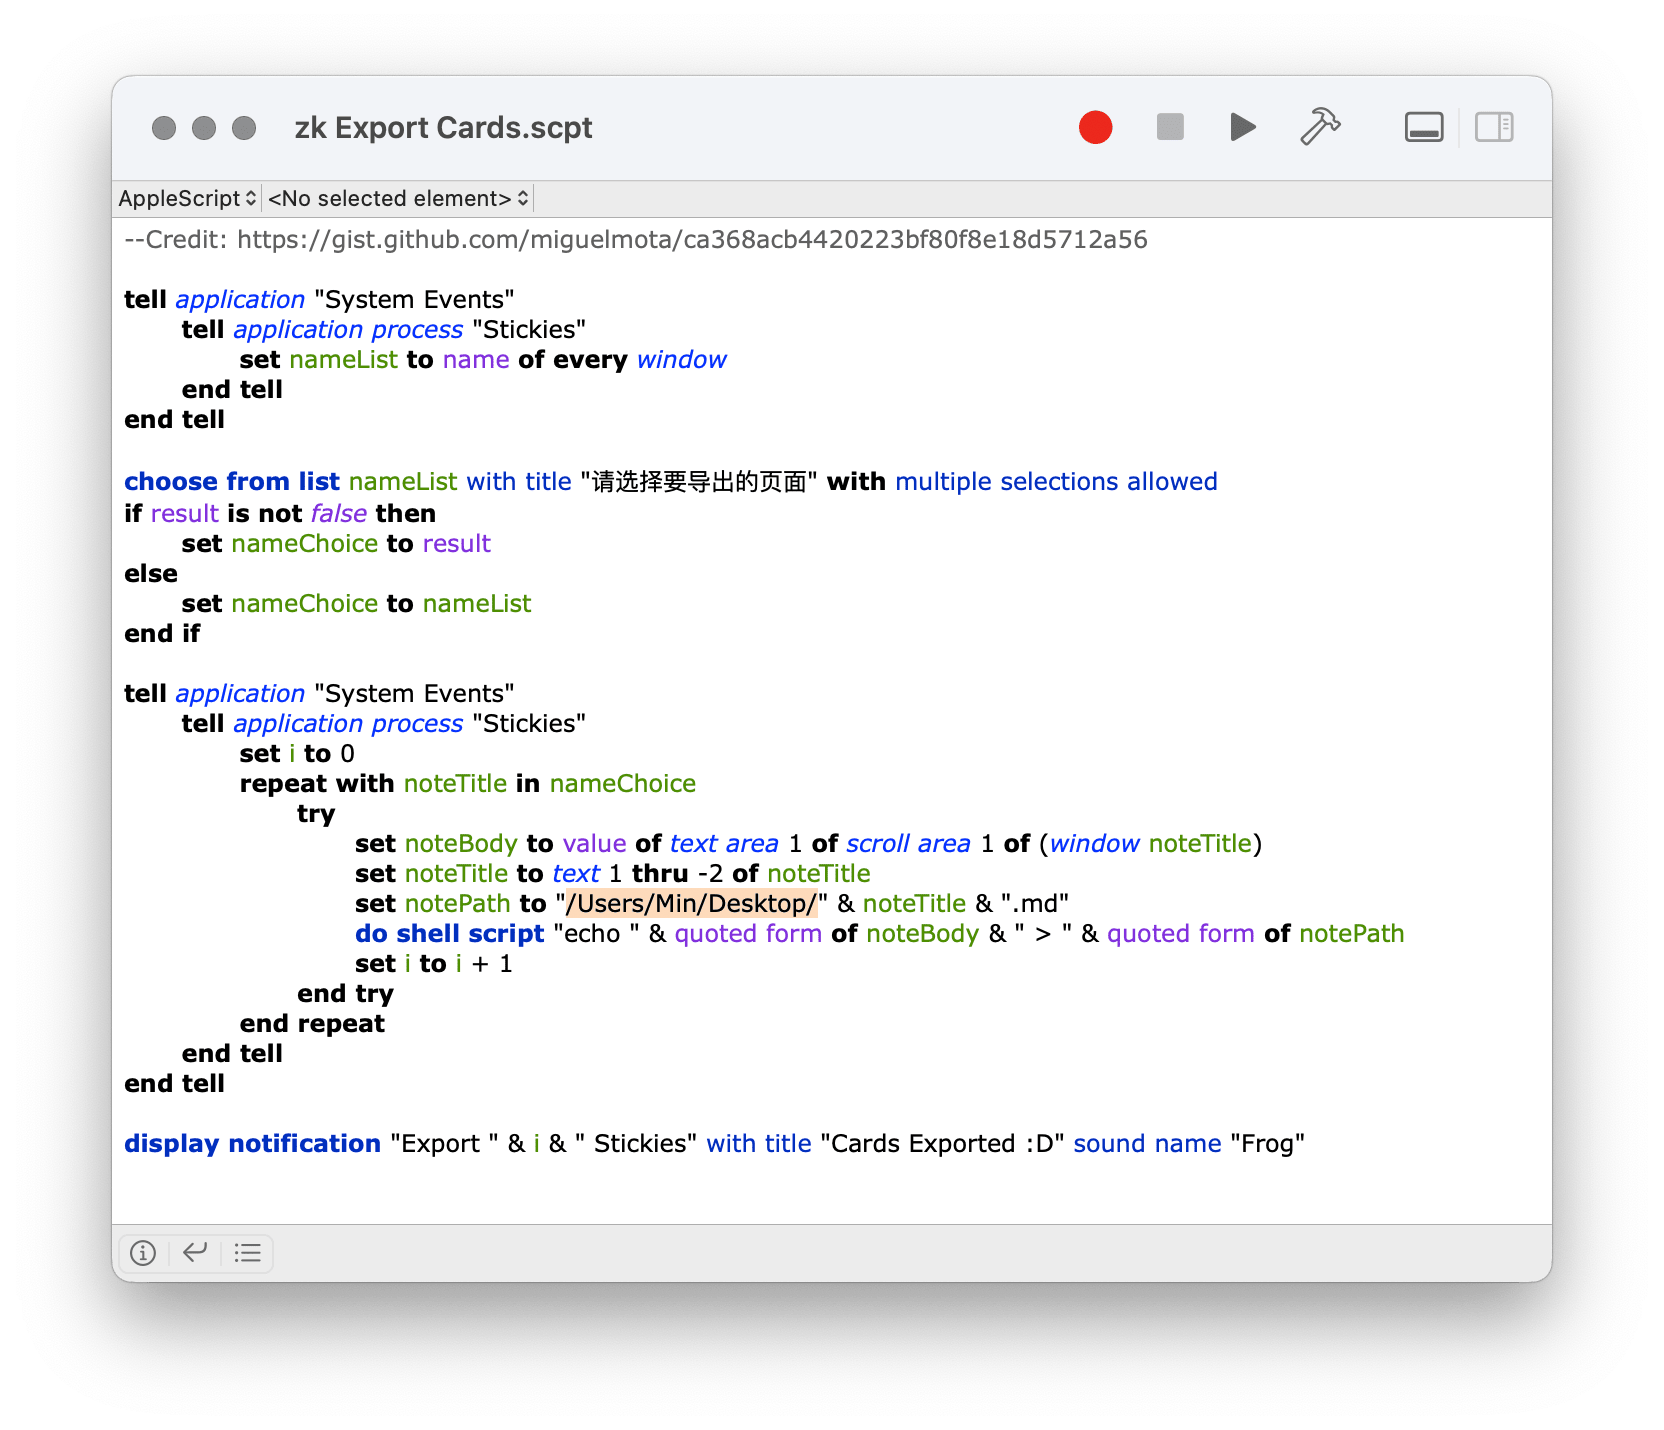 zk Export Cards.scpt
AppleScript <No selected element>
--Credit: https://gist.github.com/miguelmota/ca368acb4420223bf80f8e18d5712a56
tell application "System Events"
tell application process "Stickies"
set nameList to name of every window
end tell
end tell
choose from list nameList with title "请选择要导出的页面" with multiple selections allowed
if result is not false then
set nameChoice to result
else
set nameChoice to nameList
end if
tell application "System Events"
tell application process "Stickies"
set i to 0
repeat with noteTitle in nameChoice
try
set noteBody to value of text area 1 of scroll area 1 of (window noteTitle)
set noteTitle to text 1 thru -2 of noteTitle
set notePath to "/Users/Min/Desktop/" & noteTitle & ".md"
do shell script "echo " & quoted form of noteBody & " > " & quoted form of notePath
set i to i + 1
end try
end repeat
end tell
end tell
display notification "Export " & i & " Stickies" with title "Cards Exported :D" sound name "Frog"